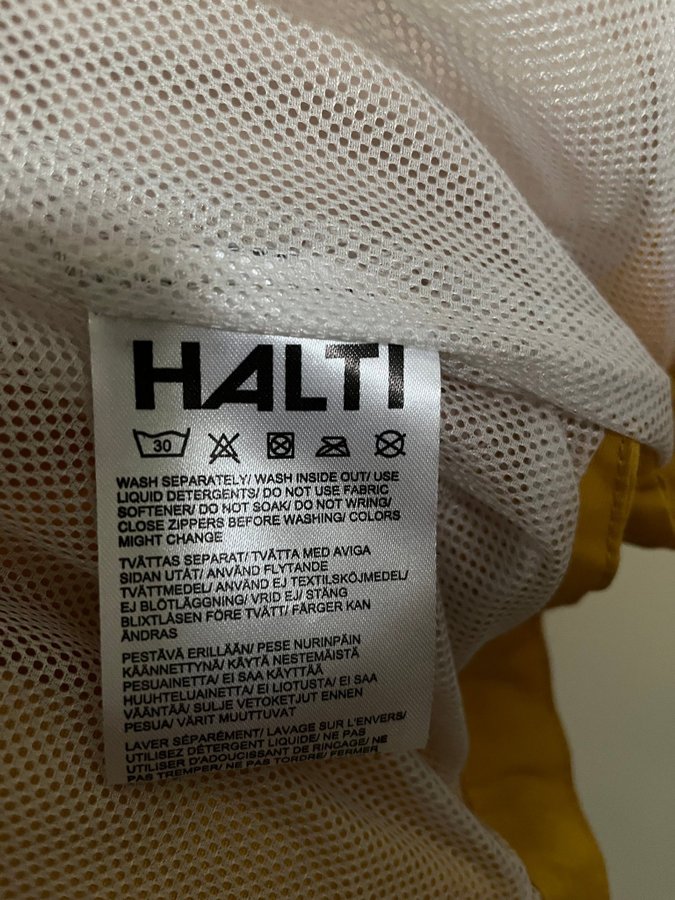 HALTI
30
WASH SEPARATELY/ WASH INSIDE OUT/ USE
LIQUID DETERGENTS/ DO NOT USE FABRIC
SOFTENER/ DO NOT SOAK/ DO NOT WRING/
CLOSE ZIPPERS BEFORE WASHING/ COLORS
MIGHT CHANGE
TVÄTTAS SEPARAT/ TVÄTTA MED AVIGA
SIDAN UTÅT/ ANVÄND FLYTANDE
TVÄTTMEDEL/ ANVÄND EJ TEXTILSKÖJMEDEL/
EJ BLÖTLÄGGNING/ VRID EJ/ STÄNG
BLIXTLÅSEN FÖRE TVÄTT/ FÄRGER KAN
ÄNDRAS
PESTÄVÄ ERILLÄÄN/ PESE NURINPÄIN
KÄÄNNETTYNÄ/ KÄYTÄ NESTEMÄISTÄ
PESUAINETTA/ EI SAA KÄYTTÄÄ
HUUHTELUAINETTA/ EI LIOTUSTA/ EI SAA
VÄÄNTÄÄ/ SULJE VETOKETJUT ENNEN
PESUA/ VÄRIT MUUTTUVAT
LAVER SÉPARÉMENT/ LAVAGE SUR L'ENVERS/
UTILISEZ DÉTERGENT LIQUIDE/ NE PAS
UTILISER D'ADOUCISSANT DE RINÇAGE/ NE
PAS TREMPER/ NE PAS TORDRE/ FERMER